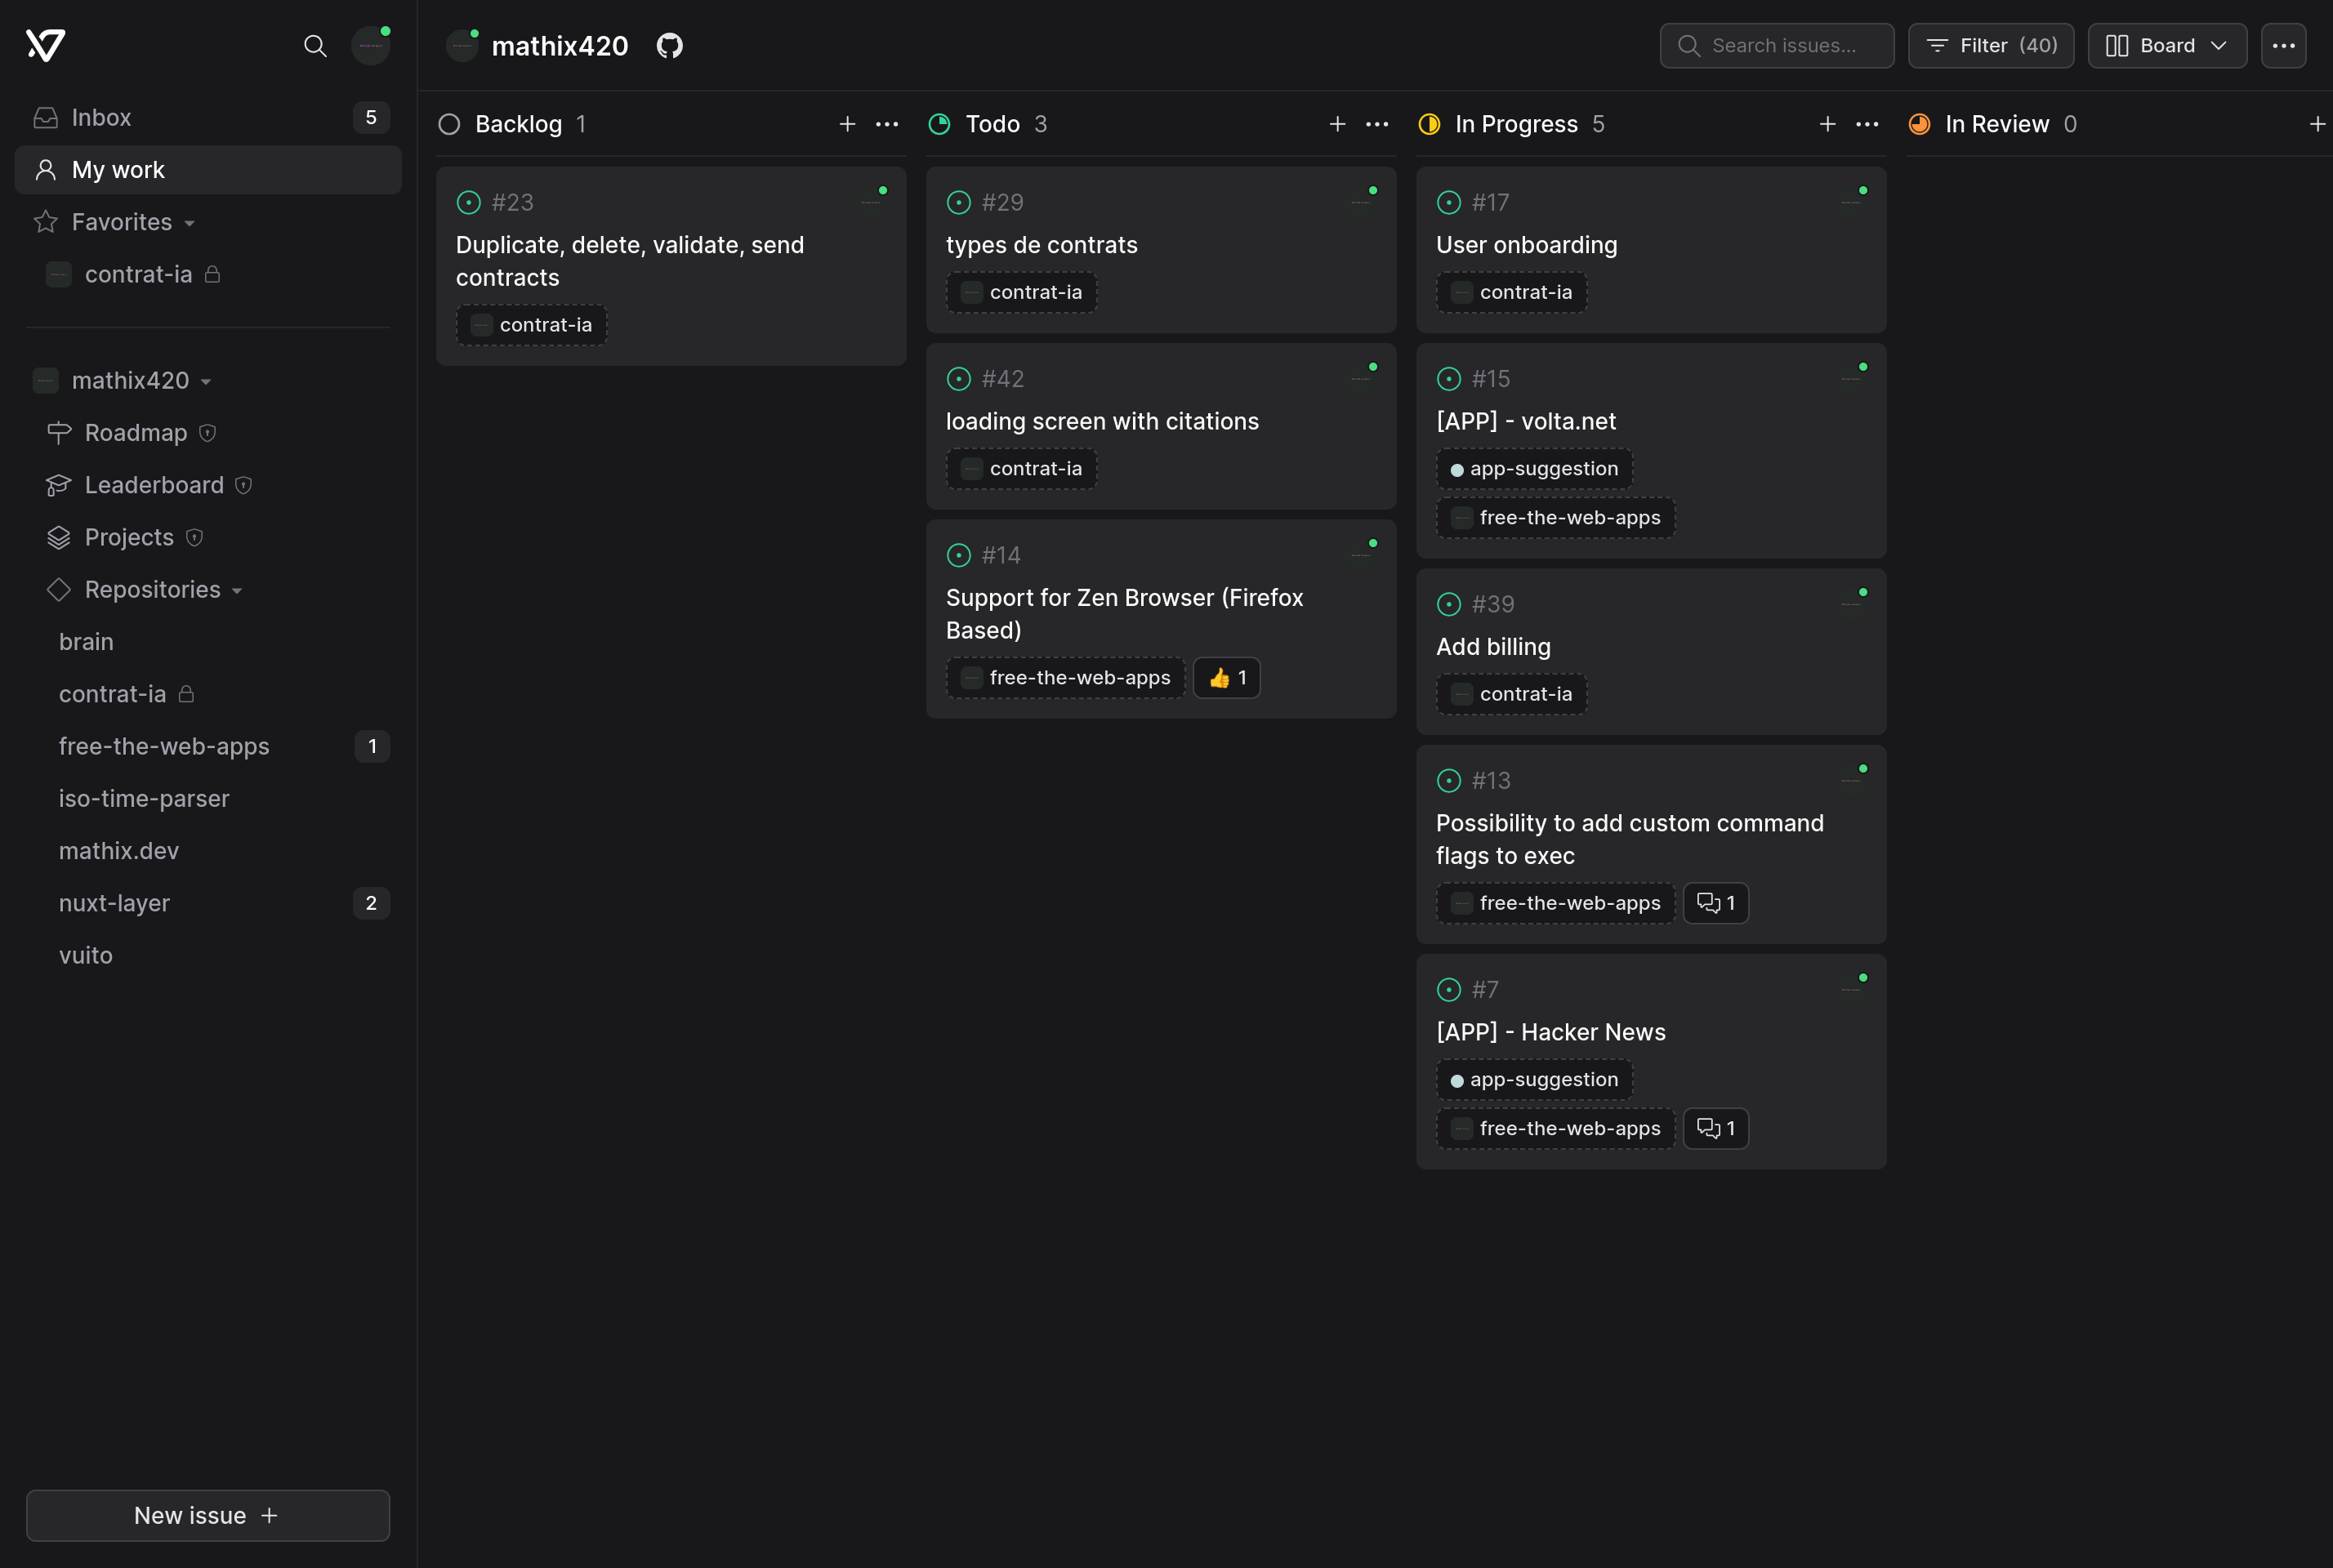 Inbox 5
My work
Favorites
contrat-ia
mathix420
Roadmap
Leaderboard
Projects
Repositories
brain
contrat-ia
free-the-web-apps 1
iso-time-parser
mathix.dev
nuxt-layer 2
vuito
New issue
mathix420
Search issues...
Filter (40)
Board
Backlog 1
#23
Duplicate, delete, validate, send
contracts
contrat-ia
Todo 3
#29
types de contrats
contrat-ia
#42
loading screen with citations
contrat-ia
#14
Support for Zen Browser (Firefox
Based)
free-the-web-apps 👍 1
In Progress 5
#17
User onboarding
contrat-ia
#15
[APP] - volta.net
app-suggestion
free-the-web-apps
#39
Add billing
contrat-ia
#13
Possibility to add custom command
flags to exec
free-the-web-apps 1
#7
[APP] - Hacker News
app-suggestion
free-the-web-apps 1
In Review 0